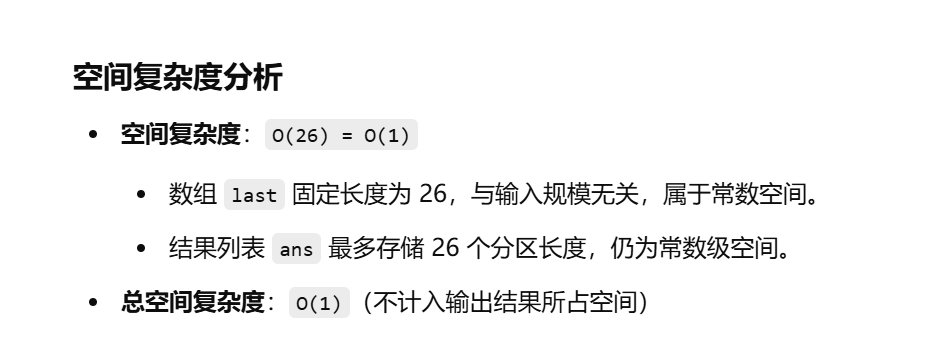 空间复杂度分析
• 空间复杂度：O(26) = O(1)
• 数组 last 固定长度为 26，与输入规模无关，属于常数空间。
• 结果列表 ans 最多存储 26 个分区长度，仍为常数级空间。
• 总空间复杂度：O(1)（不计入输出结果所占空间）